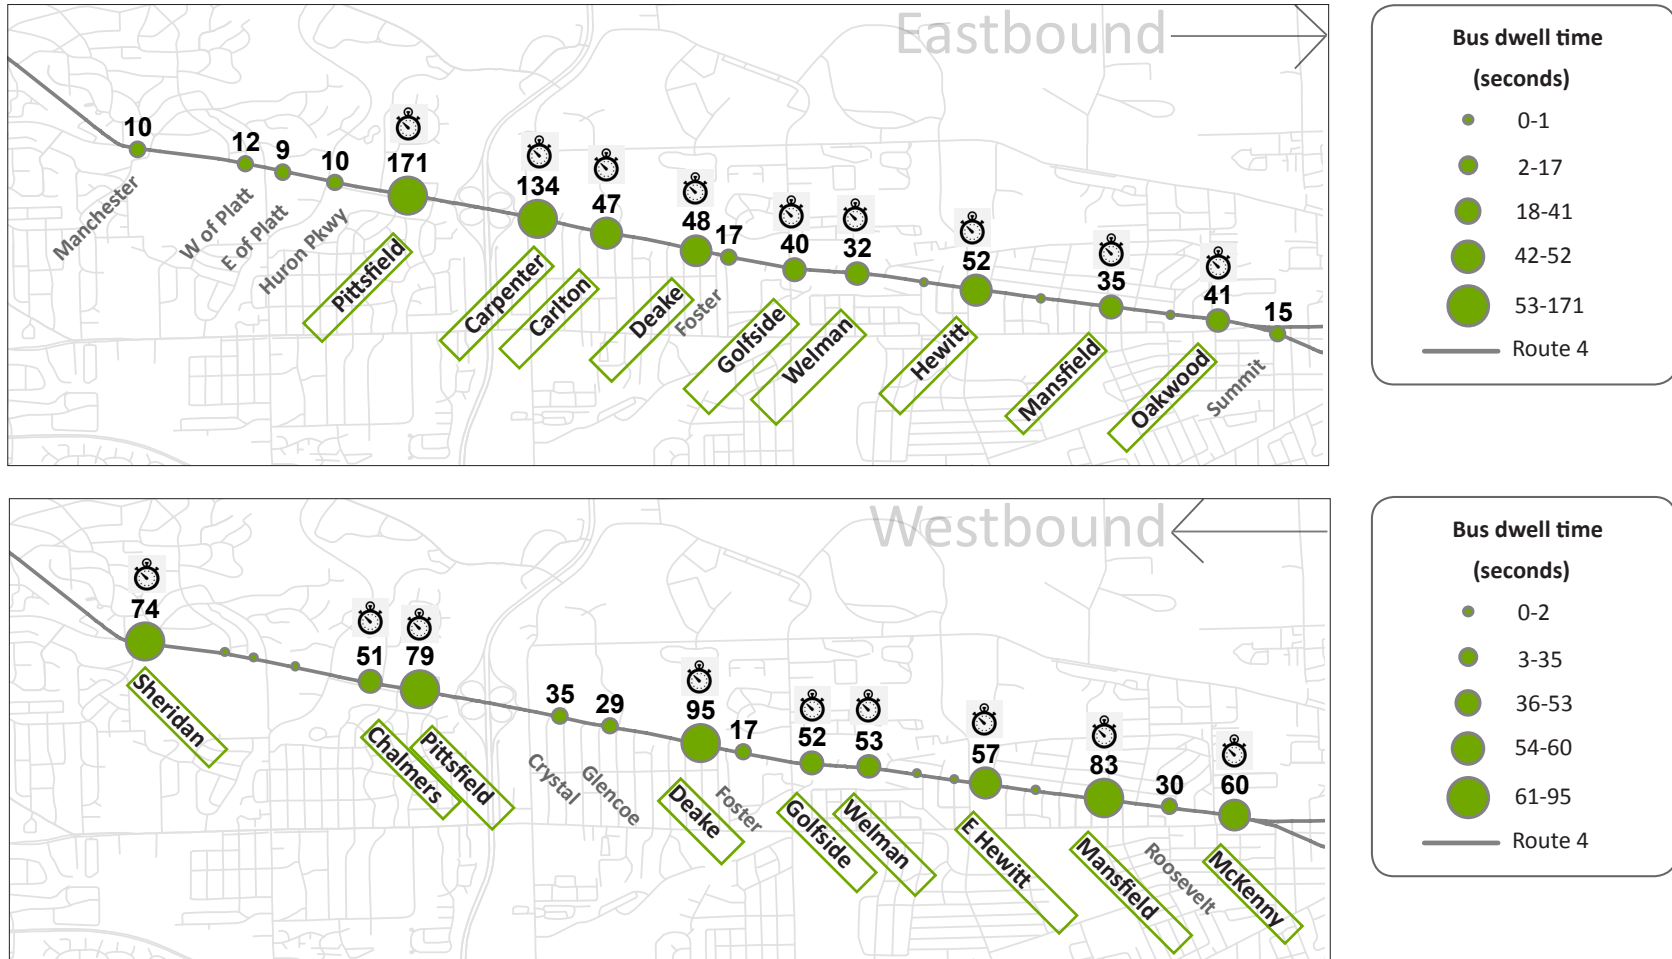 Eastbound
10
12
9
10
171
134
47
48
17
40
32
52
35
41
15
Manchester
W of Platt
E of Platt
Huron Pkwy
Pittsfield
Carpenter
Carlton
Deake
Foster
Golfside
Welman
Hewitt
Mansfield
Oakwood
Summit
Bus dwell time
(seconds)
0-1
2-17
18-41
42-52
53-171
Route 4
Westbound
74
51
79
35
29
95
17
52
53
57
83
30
60
Sheridan
Chalmers
Pittsfield
Crystal
Glencoe
Deake
Foster
Golfside
Welman
E Hewitt
Mansfield
Roosevelt
McKenny
Bus dwell time
(seconds)
0-2
3-35
36-53
54-60
61-95
Route 4